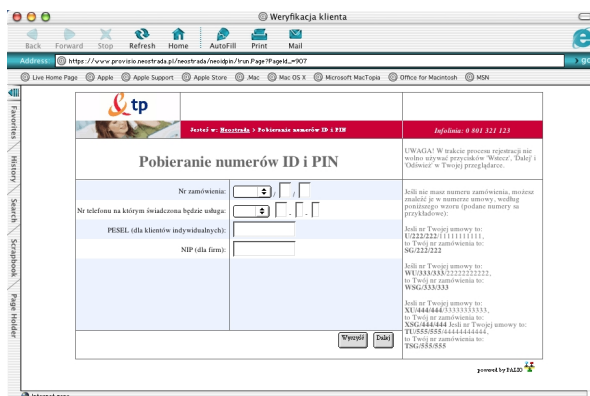 Weryfikacja klienta
Back Forward Stop Refresh Home AutoFill Print Mail
Address https://www.provisio.neostrada.pl/neostrada/neoidpin/!run.Page?PageId_=907
Live Home Page Apple Apple Support Apple Store .Mac Mac OS X Microsoft MacTopia Office for Macintosh MSN
Favorites
History
Search
Scrapbook
Page Holder
tp
Jesteś w: Neostrada > Pobieranie numerów ID i PIN
Infolinia: 0 801 321 123
Pobieranie numerów ID i PIN
UWAGA! W trakcie procesu rejestracji nie
wolno używać przycisków 'Wstecz', 'Dalej' i
'Odśwież' w Twojej przeglądarce.
Nr zamówienia: / /
Nr telefonu na którym świadczona będzie usługa: - - -
PESEL (dla klientów indywidualnych):
NIP (dla firm):
Jeśli nie masz numeru zamówienia, możesz
znaleźć je w numerze umowy, według
poniższego wzoru (podane numery są
przykładowe):
Jesli nr Twojej umowy to:
U/222/222/11111111111,
to Twój nr zamówienia to:
SG/222/222
Jeśli nr Twojej umowy to:
WU/333/333/22222222222,
to Twój nr zamówienia to:
WSG/333/333
Jeśli nr Twojej umowy to:
XU/444/444/33333333333,
to Twój nr zamówienia to:
XSG/444/444 Jesli nr Twojej umowy to:
TU/555/555/44444444444,
to Twój nr zamówienia to:
TSG/555/555
Wyczyść Dalej
powered by PALIO
Internet zone